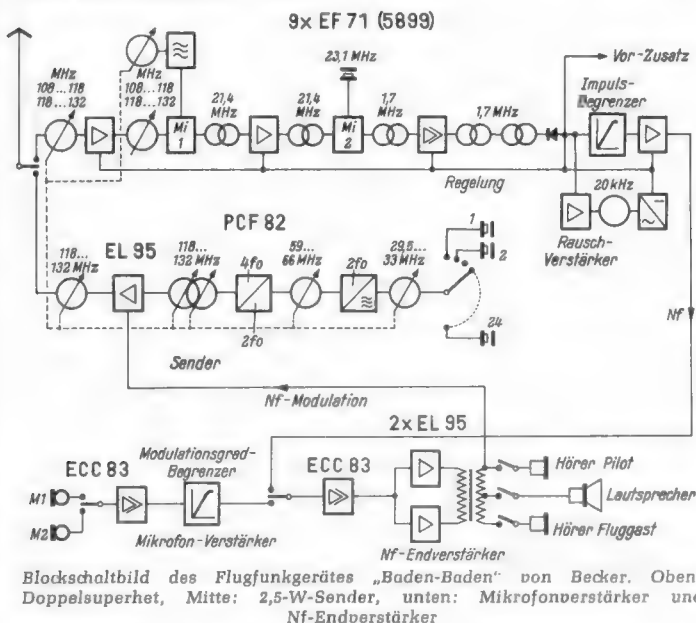 9x EF 71 (5899)
23,1 MHz
Vor-Zusatz
MHz
108...118
118...132
MHz
108...118
118...132
Mi
1
21,4
MHz
21,4
MHz
Mi
2
1,7
MHz
1,7 MHz
Impuls-
Begrenzer
Regelung
20 kHz
Rausch-
Verstärker
PCF 82
EL 95
118...
132 MHz
118...
132 MHz
4fo
2fo
59...
66 MHz
2fo
29,5...
33 MHz
1
2
24
Sender
Nf
Nf-Modulation
2x EL 95
ECC 83
Modulationsgrad-
Begrenzer
ECC 83
M1
M2
Mikrofon-Verstärker
Nf-Endverstärker
Hörer Pilot
Lautsprecher
Hörer Fluggast
Blockschaltbild des Flugfunkgerätes „Baden-Baden“ von Becker. Oben:
Doppelsuperhet, Mitte: 2,5-W-Sender, unten: Mikrofonverstärker und
Nf-Endverstärker